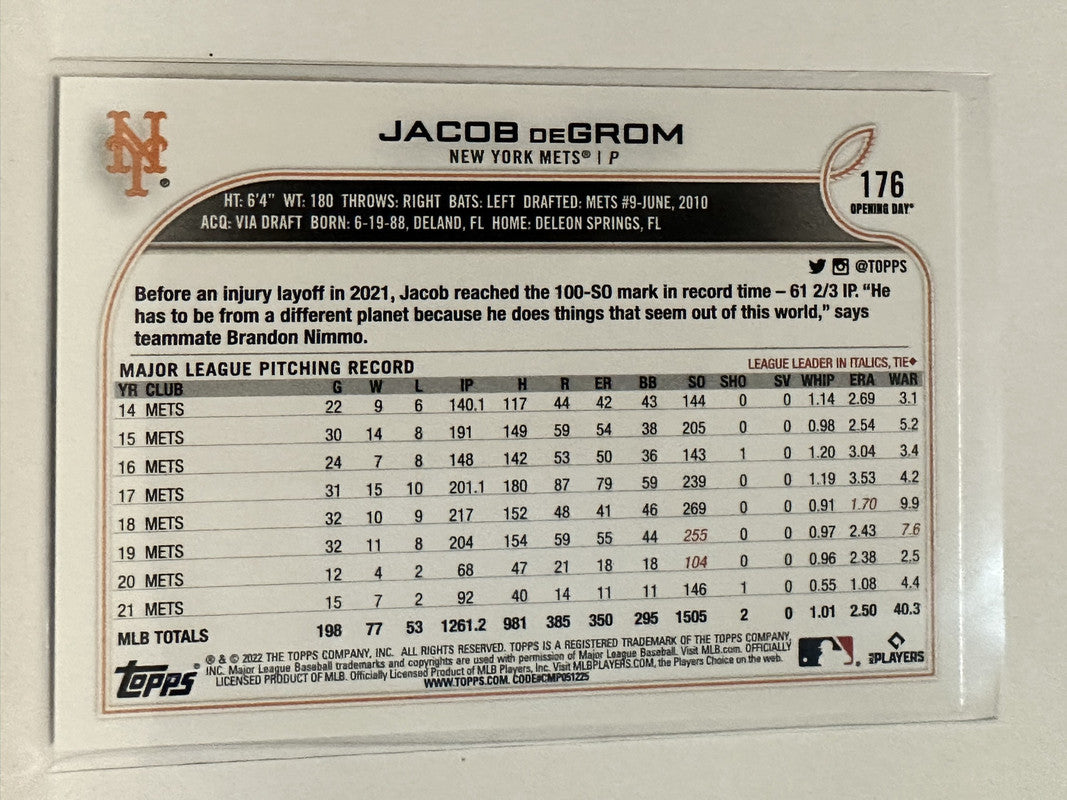 NY
JACOB DEGROM
NEW YORK METS® | P
176
OPENING DAY®
HT: 6'4" WT: 180 THROWS: RIGHT BATS: LEFT DRAFTED: METS #9-JUNE, 2010
ACQ: VIA DRAFT BORN: 6-19-88, DELAND, FL HOME: DELEON SPRINGS, FL
@TOPPS
Before an injury layoff in 2021, Jacob reached the 100-SO mark in record time – 61 2/3 IP. “He
has to be from a different planet because he does things that seem out of this world,” says
teammate Brandon Nimmo.
MAJOR LEAGUE PITCHING RECORD LEAGUE LEADER IN ITALICS, TIE♦
YR CLUB G W L IP H R ER BB SO SHO SV WHIP ERA WAR
14 METS 22 9 6 140.1 117 44 42 43 144 0 0 1.14 2.69 3.1
15 METS 30 14 8 191 149 59 54 38 205 0 0 0.98 2.54 5.2
16 METS 24 7 8 148 142 53 50 36 143 1 0 1.20 3.04 3.4
17 METS 31 15 10 201.1 180 87 79 59 239 0 0 1.19 3.53 4.2
18 METS 32 10 9 217 152 48 41 46 269 0 0 0.91 1.70 9.9
19 METS 32 11 8 204 154 59 55 44 255 0 0 0.97 2.43 7.6
20 METS 12 4 2 68 47 21 18 18 104 0 0 0.96 2.38 2.5
21 METS 15 7 2 92 40 14 11 11 146 1 0 0.55 1.08 4.4
MLB TOTALS 198 77 53 1261.2 981 385 350 295 1505 2 0 1.01 2.50 40.3
Topps®
® & © 2022 THE TOPPS COMPANY, INC. ALL RIGHTS RESERVED. TOPPS IS A REGISTERED TRADEMARK OF THE TOPPS COMPANY,
INC. Major League Baseball trademarks and copyrights are used with permission of Major League Baseball. Visit MLB.com. OFFICIALLY
LICENSED PRODUCT OF MLB. Officially Licensed Product of MLB Players, Inc. Visit MLBPLAYERS.COM, the Players Choice on the web.
WWW.TOPPS.COM. CODE#CMP051225
PLAYERS